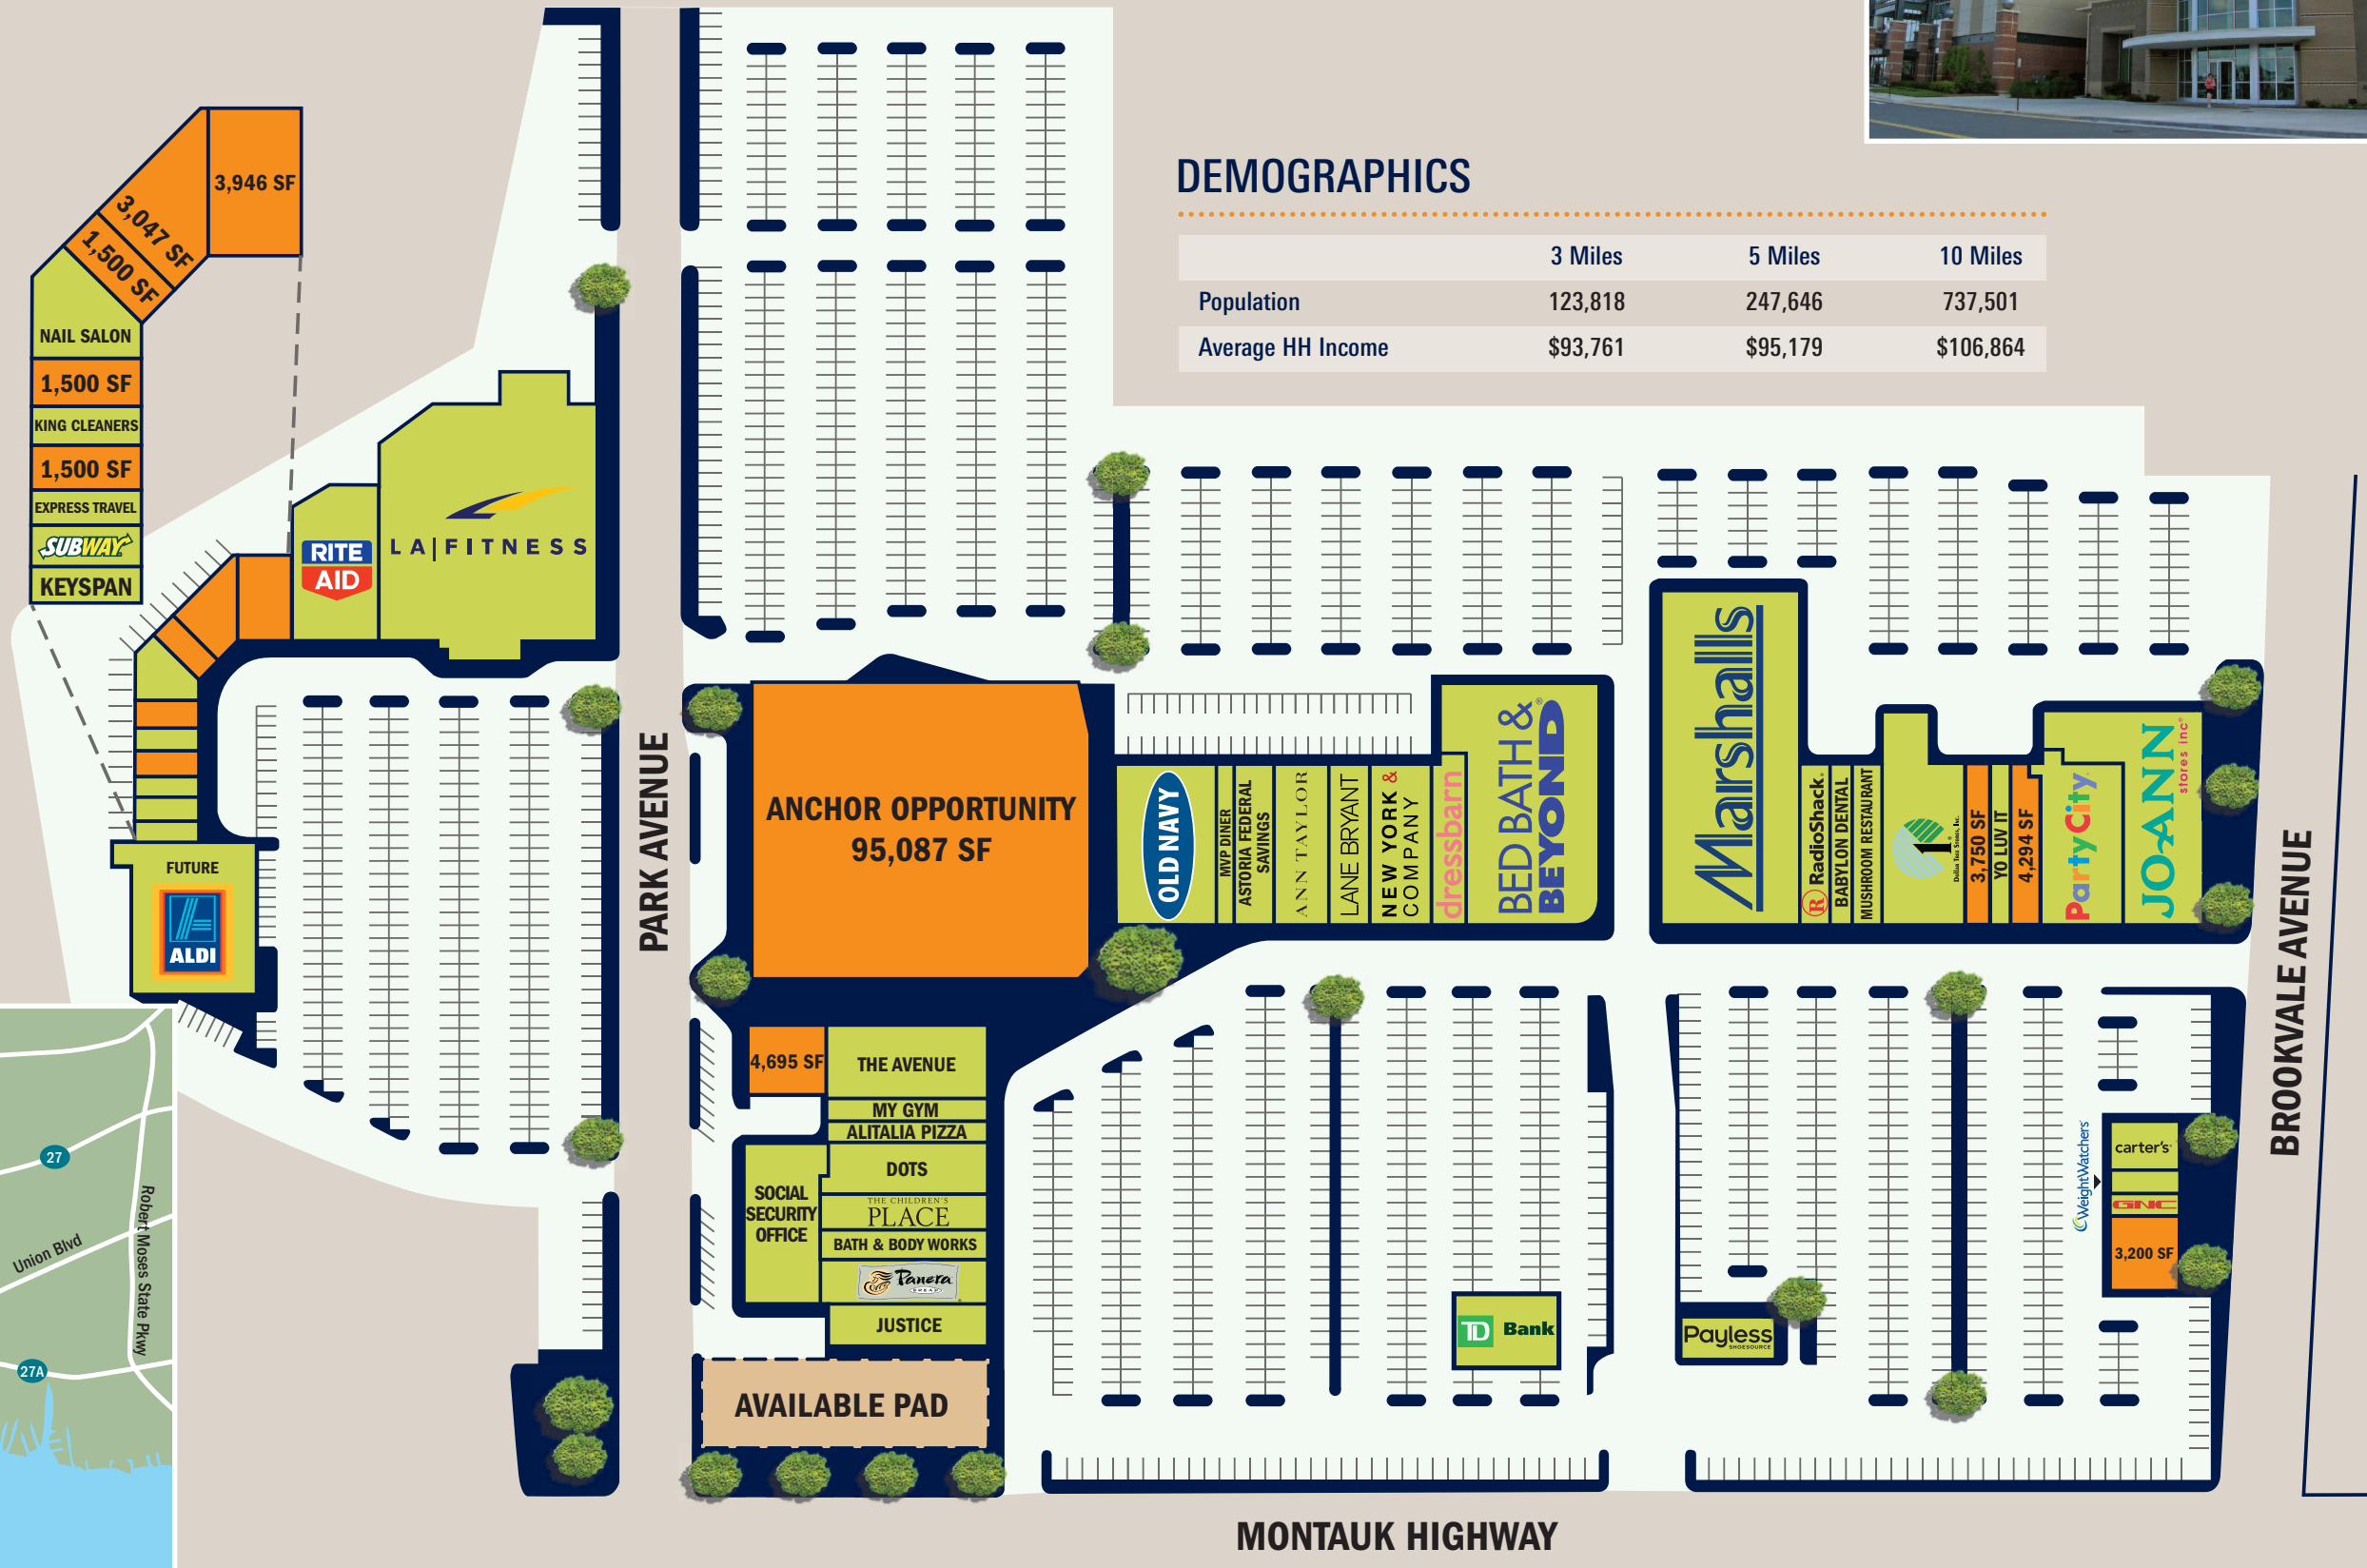 DEMOGRAPHICS
3 Miles 5 Miles 10 Miles
Population 123,818 247,646 737,501
Average HH Income $93,761 $95,179 $106,864
3,946 SF
3,047 SF
1,500 SF
NAIL SALON
1,500 SF
KING CLEANERS
1,500 SF
EXPRESS TRAVEL
SUBWAY
KEYSPAN
RITE
AID
LA|FITNESS
FUTURE
ALDI
PARK AVENUE
ANCHOR OPPORTUNITY
95,087 SF
OLD NAVY
MVP DINER
ASTORIA FEDERAL
SAVINGS
ANN TAYLOR
LANE BRYANT
NEW YORK &
COMPANY
dressbarn
BED BATH &
BEYOND®
Marshalls
R RadioShack.
BABYLON DENTAL
MUSHROOM RESTAURANT
Dollar Tree Stores, Inc.
3,750 SF
YO LUV IT
4,294 SF
PartyCity
JO-ANN
stores inc®
BROOKVALE AVENUE
4,695 SF
THE AVENUE
MY GYM
ALITALIA PIZZA
DOTS
SOCIAL
SECURITY
OFFICE
THE CHILDREN'S
PLACE
BATH & BODY WORKS
Panera
BREAD
JUSTICE
AVAILABLE PAD
TD Bank
Payless
SHOESOURCE
WeightWatchers
carter's
GNC
3,200 SF
27
Union Blvd
Robert Moses State Pkwy
27A
MONTAUK HIGHWAY